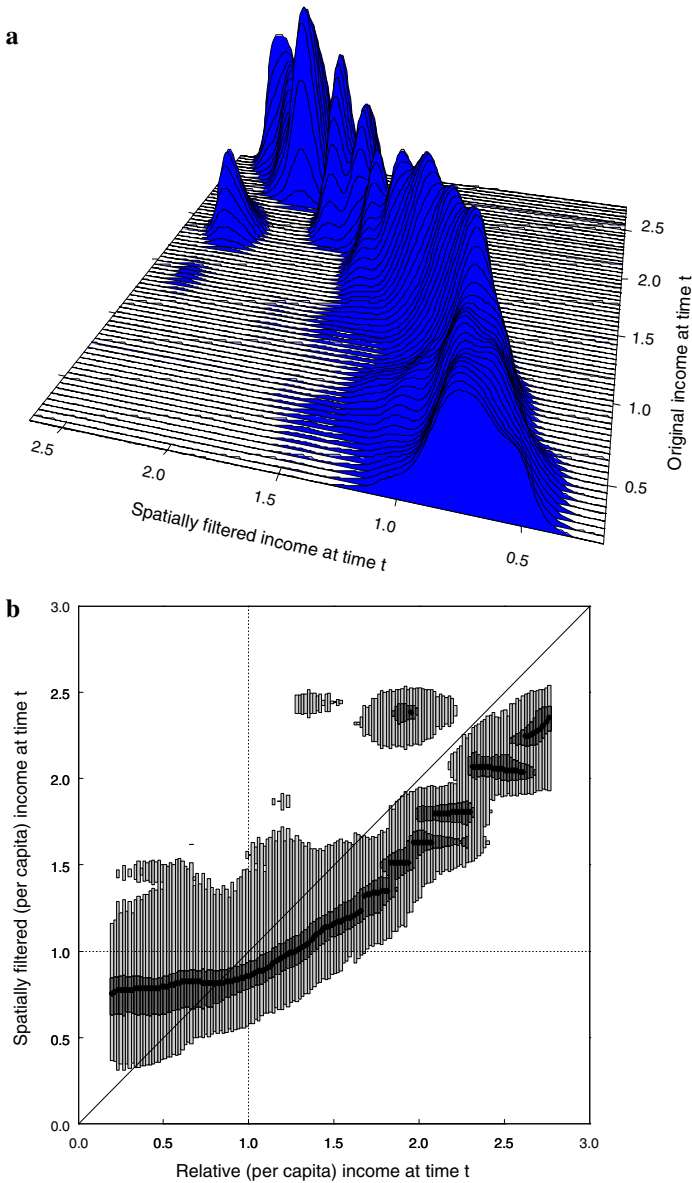 a
2.5
2.0
1.5
1.0
0.5
Original income at time t
2.5
2.0
1.5
1.0
0.5
Spatially filtered income at time t
b
3.0
2.5
2.0
1.5
1.0
0.5
0.0
Spatially filtered (per capita) income at time t
0.0 0.5 1.0 1.5 2.0 2.5 3.0
Relative (per capita) income at time t